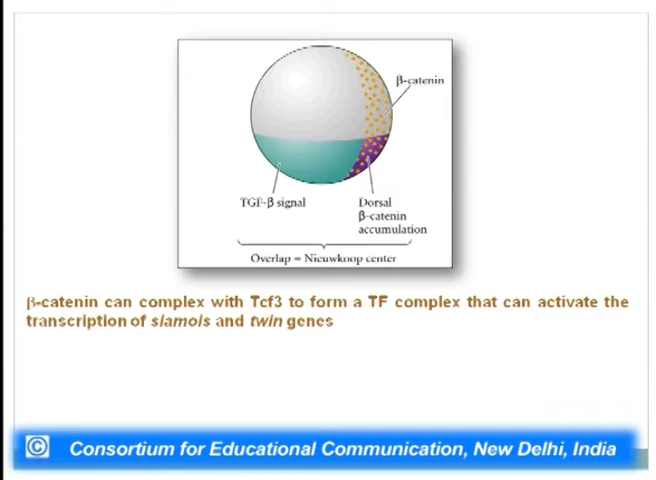 β-catenin
TGF-β signal
Dorsal
β-catenin
accumulation
Overlap = Nieuwkoop center
β-catenin can complex with Tcf3 to form a TF complex that can activate the
transcription of siamois and twin genes
© Consortium for Educational Communication, New Delhi, India